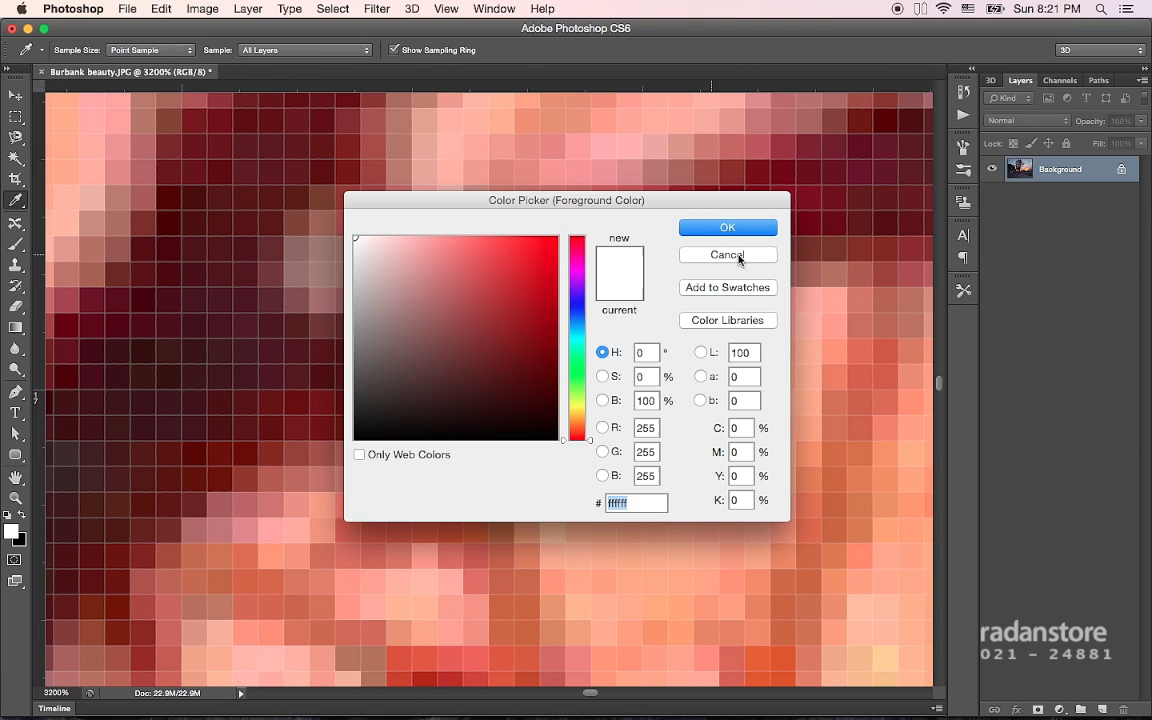 Photoshop File Edit Image Layer Type Select Filter 3D View Window Help Sun 8:21 PM
Adobe Photoshop CS6
Sample Size: Point Sample Sample: All Layers Show Sampling Ring 3D
× Burbank beauty.JPG @ 3200% (RGB/8) * 3D Layers Channels Paths
Kind
Normal Opacity: 100%
Lock: Fill: 100%
Background
Color Picker (Foreground Color)
new
OK
Cancel
Add to Swatches
current
Color Libraries
H: 0 ° L: 100
S: 0 % a: 0
B: 100 % b: 0
R: 255 C: 0 %
G: 255 M: 0 %
Only Web Colors
B: 255 Y: 0 %
# ffffff K: 0 %
1
radanstore
021 - 24881
3200% Doc: 22.9M/22.9M
Timeline